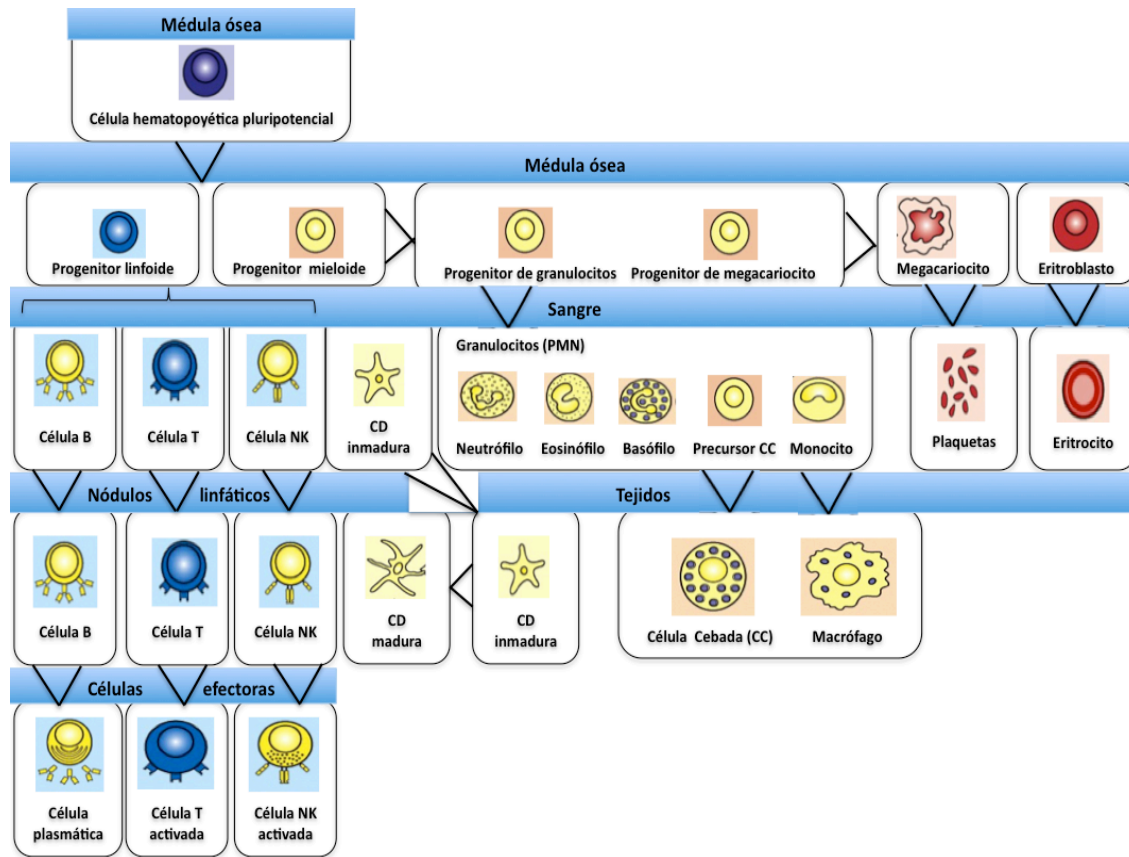 Médula ósea
Célula hematopoyética pluripotencial
Médula ósea
Progenitor linfoide
Progenitor mieloide
Progenitor de granulocitos
Progenitor de megacariocito
Megacariocito
Eritroblasto
Sangre
Célula B
Célula T
Célula NK
CD
inmadura
Granulocitos (PMN)
Neutrófilo
Eosinófilo
Basófilo
Precursor CC
Monocito
Plaquetas
Eritrocito
Nódulos linfáticos
Tejidos
Célula B
Célula T
Célula NK
CD
madura
CD
inmadura
Célula Cebada (CC)
Macrófago
Células efectoras
Célula
plasmática
Célula T
activada
Célula NK
activada